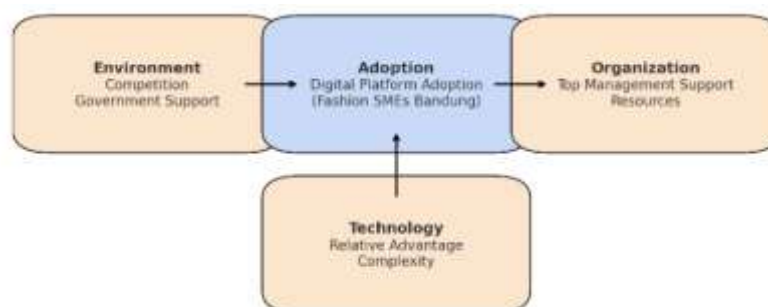 Environment
Competition
Government Support
Adoption
Digital Platform Adoption
(Fashion SMEs Bandung)
Organization
Top Management Support
Resources
Technology
Relative Advantage
Complexity